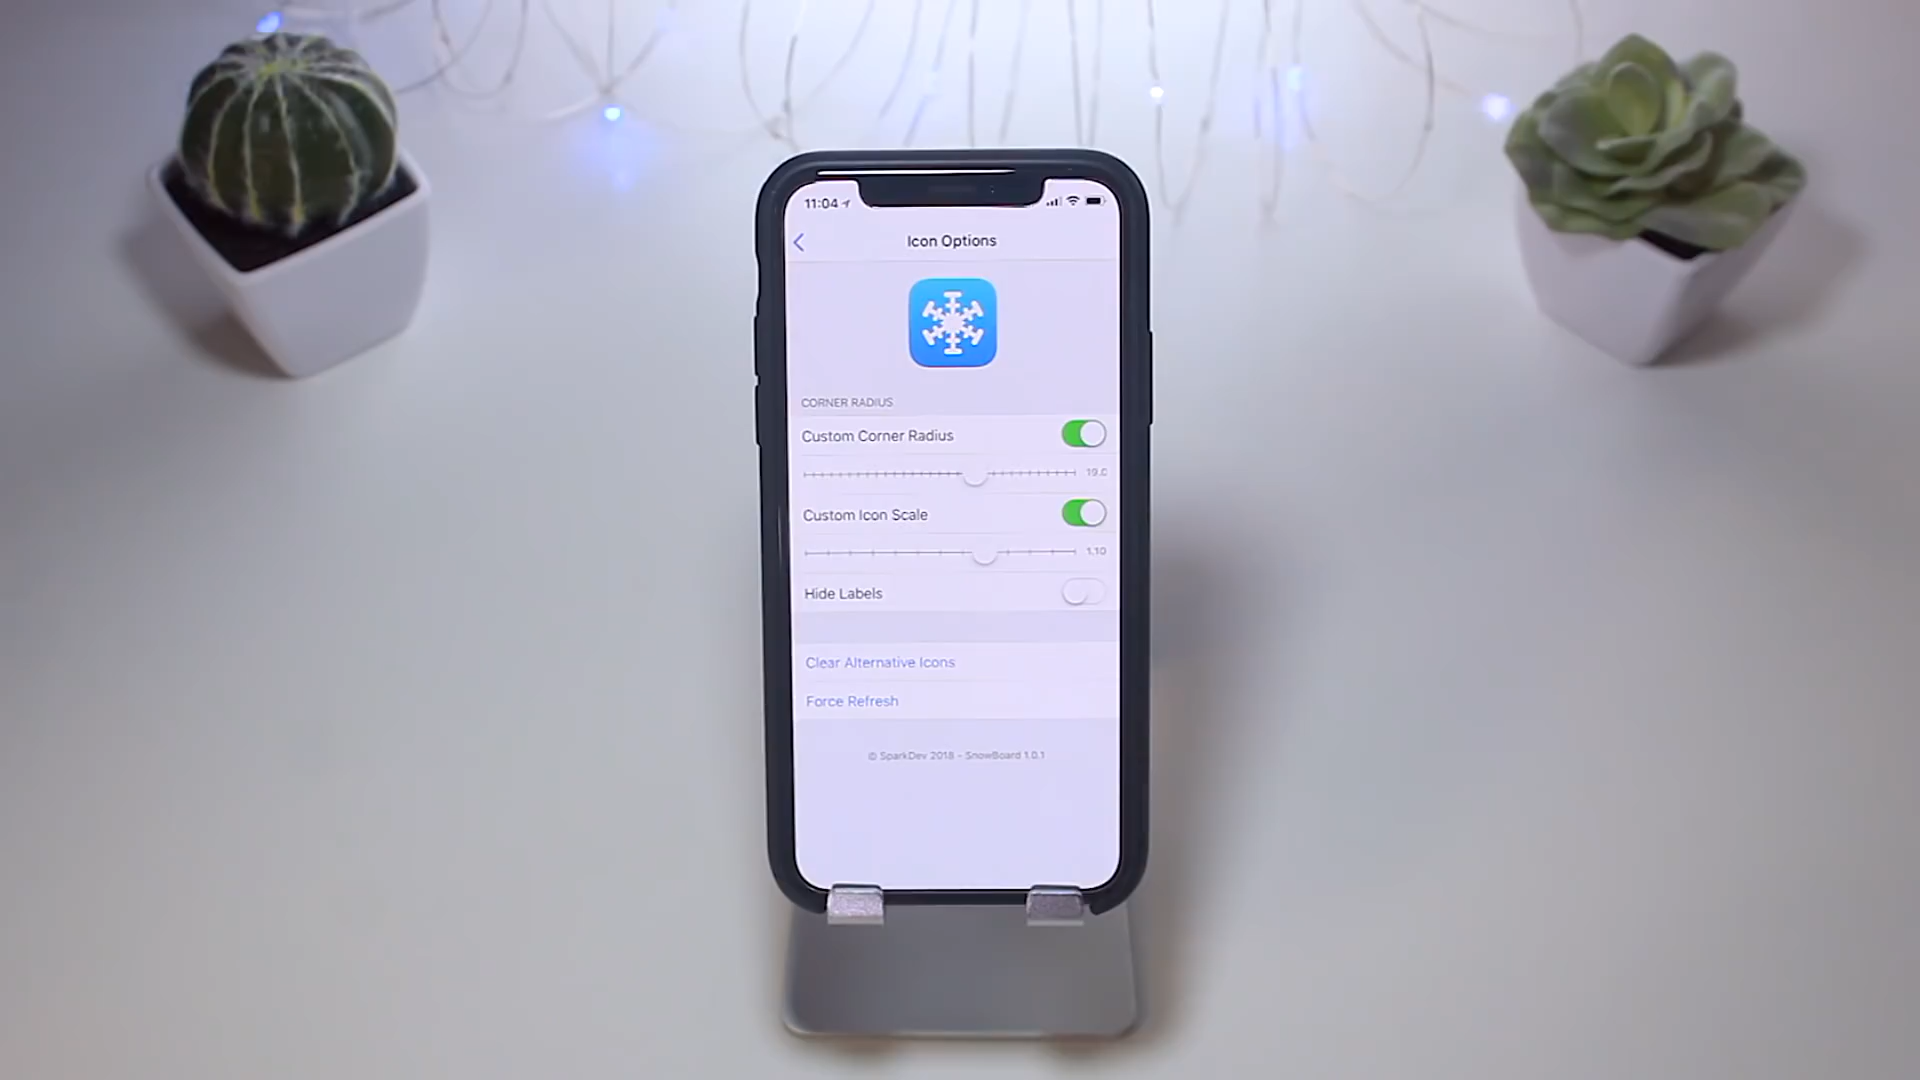 11:04
Icon Options
CORNER RADIUS
Custom Corner Radius
19.0
Custom Icon Scale
1.10
Hide Labels
Clear Alternative Icons
Force Refresh
© SparkDev 2018 - SnowBoard 1.0.1